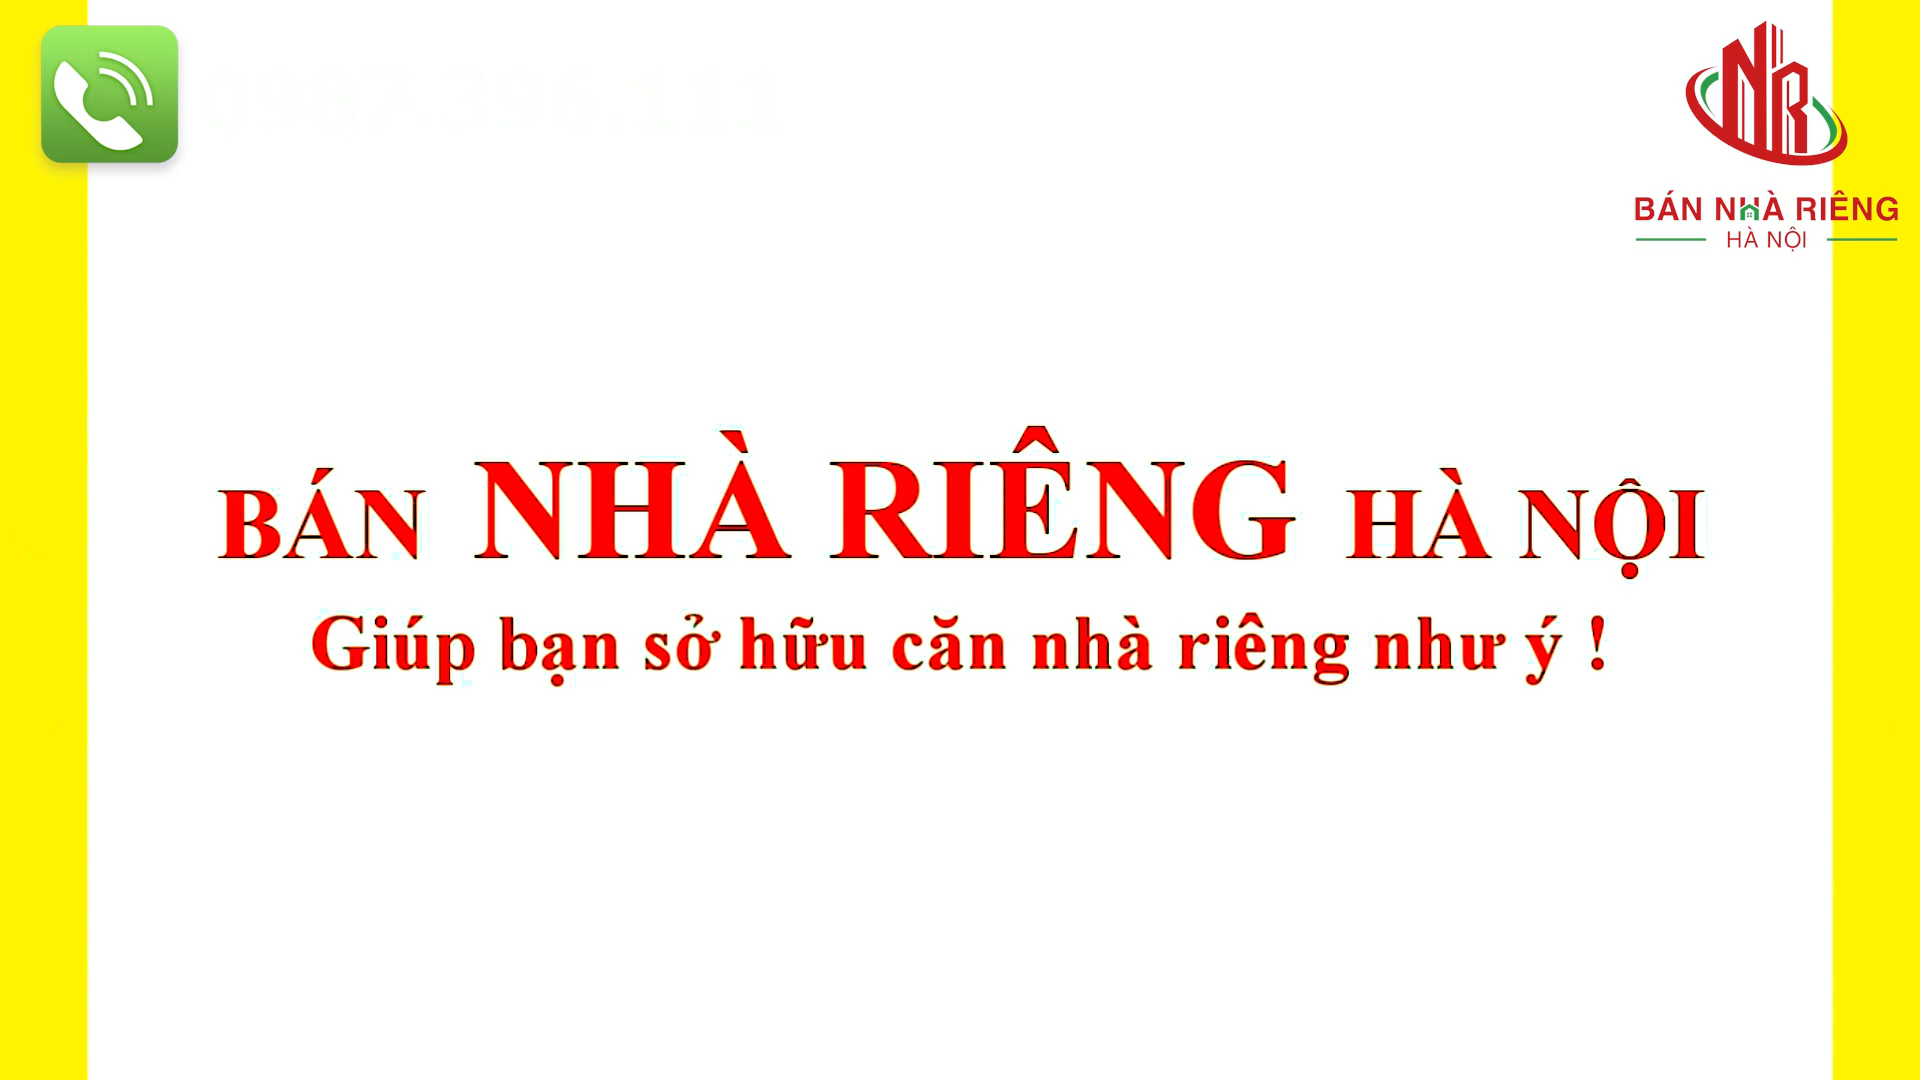 BÁN NHÀ RIÊNG
HÀ NỘI
BÁN NHÀ RIÊNG HÀ NỘI
Giúp bạn sở hữu căn nhà riêng như ý !